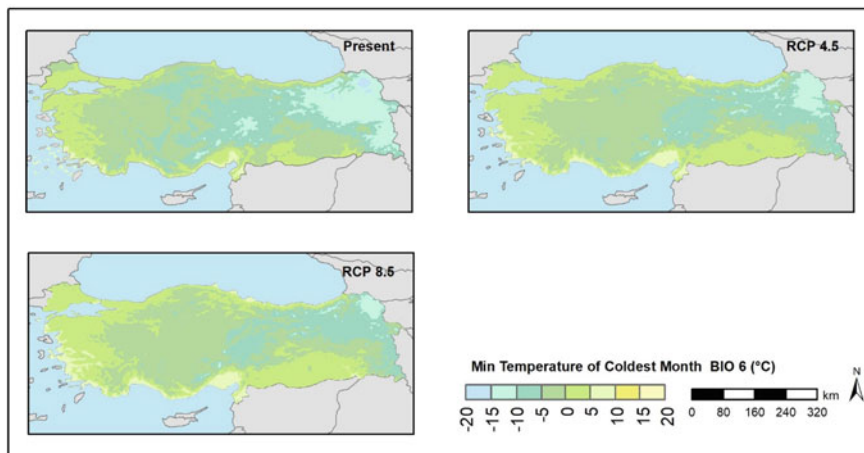 Present
RCP 4.5
RCP 8.5
Min Temperature of Coldest Month BIO 6 (°C)
-20 -15 -10 -5 0 5 10 15 20
N
km
0 80 160 240 320